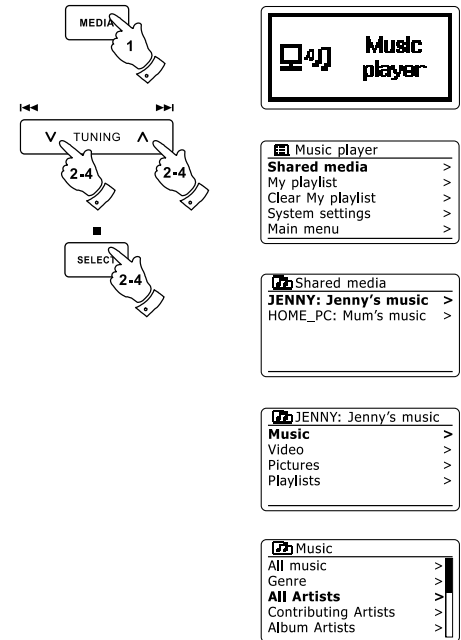 MEDIA
1
TUNING
2-4
2-4
SELECT
2-4
Music
player
Music player
Shared media >
My playlist >
Clear My playlist >
System settings >
Main menu >
Shared media
JENNY: Jenny's music >
HOME_PC: Mum's music >
JENNY: Jenny's music
Music >
Video >
Pictures >
Playlists >
Music
All music >
Genre >
All Artists >
Contributing Artists >
Album Artists >